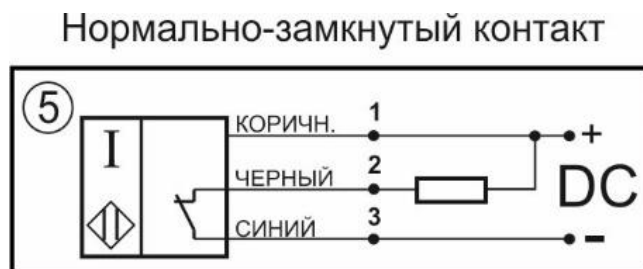 Нормально-замкнутый контакт
5
I
КОРИЧН. 1 +
ЧЕРНЫЙ 2 DC
СИНИЙ 3 -